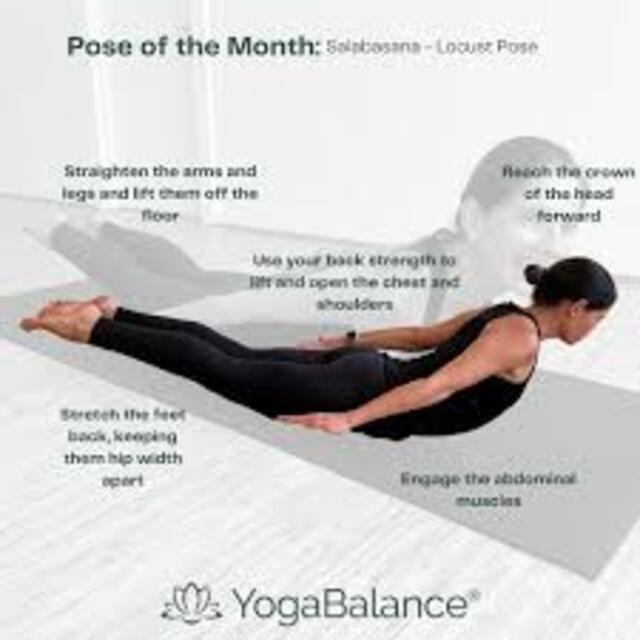 Pose of the Month: Salabasana - Locust Pose
Straighten the arms and
legs and lift them off the
floor
Reach the crown
of the head
forward
Use your back strength to
lift and open the chest and
shoulders
Stretch the feet
back, keeping
them hip width
apart
Engage the abdominal
muscles
YogaBalance®